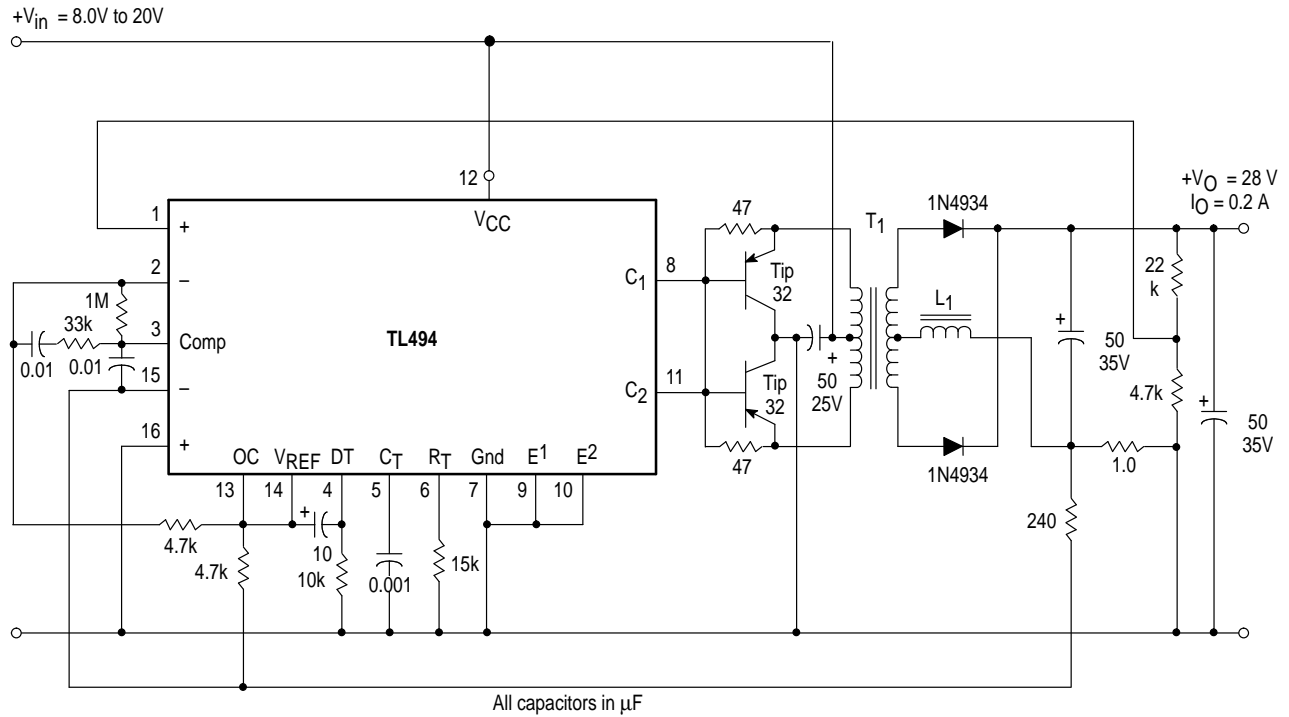 +Vin = 8.0V to 20V
12
VCC
1
+
2
–
1M
33k
3
Comp
0.01
0.01
15
–
16
+
TL494
C1
8
C2
11
OC
VREF
DT
CT
RT
Gnd
E1
E2
13
14
4
5
6
7
9
10
+
4.7k
4.7k
10
10k
0.001
15k
47
Tip
32
Tip
32
47
+
50
25V
T1
1N4934
L1
1N4934
+VO = 28 V
IO = 0.2 A
22
k
+
50
35V
4.7k
+
50
35V
1.0
240
All capacitors in μF